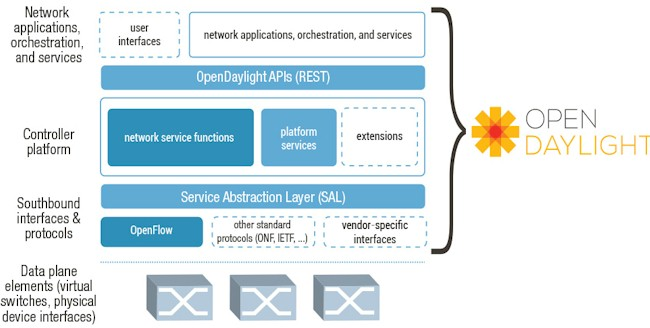 Network
applications,
orchestration,
and services
user
interfaces
network applications, orchestration, and services
OpenDaylight APIs (REST)
Controller
platform
network service functions
platform
services
extensions
Service Abstraction Layer (SAL)
Southbound
interfaces &
protocols
OpenFlow
other standard
protocols (ONF, IETF, ...)
vendor-specific
interfaces
Data plane
elements (virtual
switches, physical
device interfaces)
OPEN
DAYLIGHT